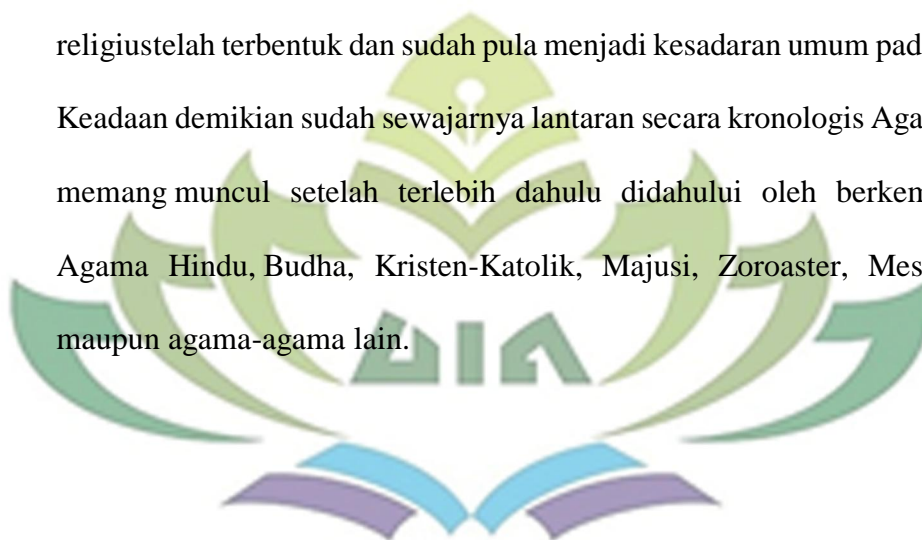 religiustelah terbentuk dan sudah pula menjadi kesadaran umum pad
Keadaan demikian sudah sewajarnya lantaran secara kronologis Aga
memang muncul setelah terlebih dahulu didahului oleh berkem
Agama Hindu, Budha, Kristen-Katolik, Majusi, Zoroaster, Mes
maupun agama-agama lain.